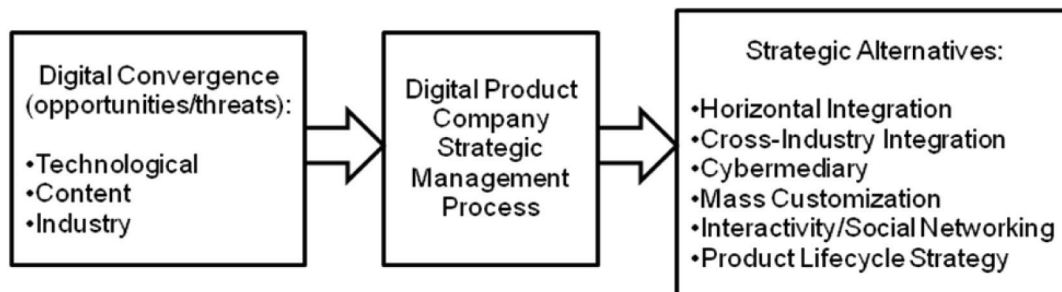 Digital Convergence
(opportunities/threats):
•Technological
•Content
•Industry
Digital Product
Company
Strategic
Management
Process
Strategic Alternatives:
•Horizontal Integration
•Cross-Industry Integration
•Cybermediary
•Mass Customization
•Interactivity/Social Networking
•Product Lifecycle Strategy